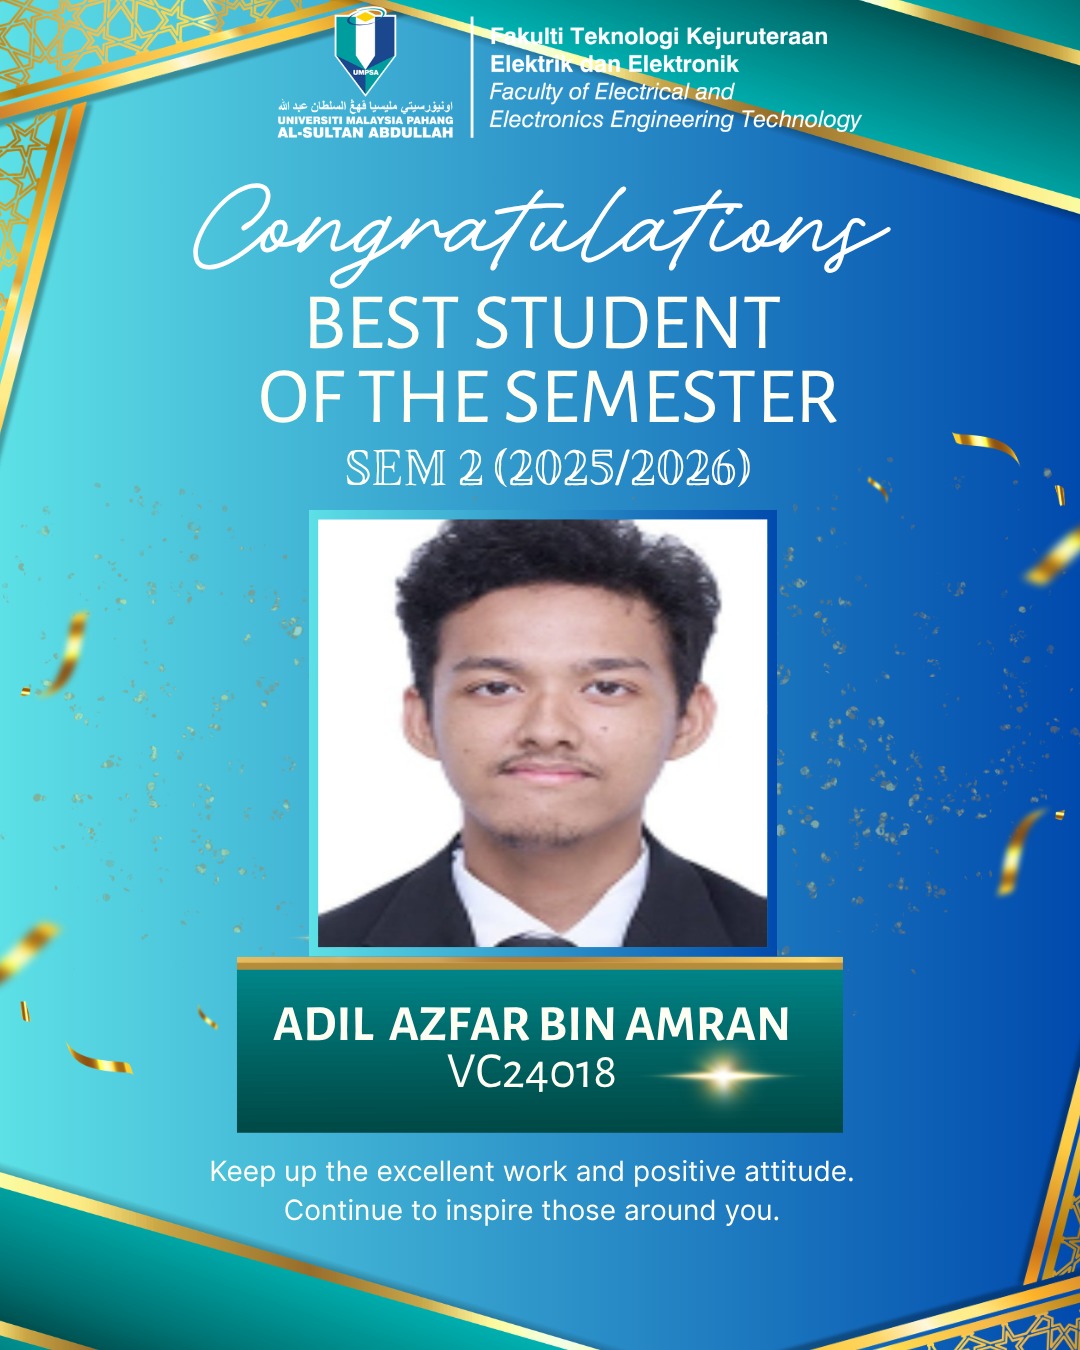 UMPSA
اونيۏرسيتي مليسيا ڤهڠ السلطان عبد الله
UNIVERSITI MALAYSIA PAHANG
AL-SULTAN ABDULLAH
Fakulti Teknologi Kejuruteraan
Elektrik dan Elektronik
Faculty of Electrical and
Electronics Engineering Technology
Congratulations
BEST STUDENT
OF THE SEMESTER
SEM 2 (2025/2026)
ADIL AZFAR BIN AMRAN
VC24018
Keep up the excellent work and positive attitude.
Continue to inspire those around you.